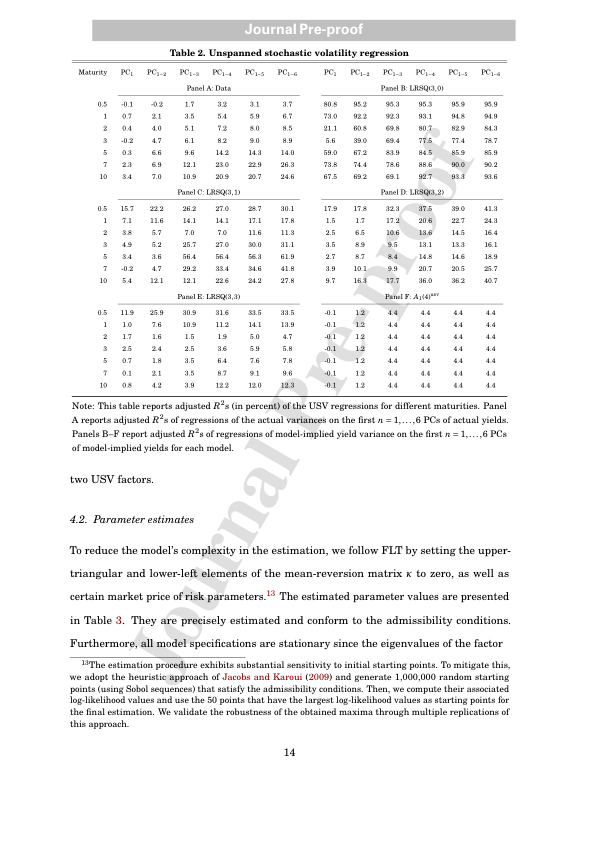 Journal Pre-proof
Table 2. Unspanned stochastic volatility regression
Maturity PC1 PC1−2 PC1−3 PC1−4 PC1−5 PC1−6 PC1 PC1−2 PC1−3 PC1−4 PC1−5 PC1−6
Panel A: Data Panel B: LRSQ(3,0)
0.5 -0.1 -0.2 1.7 3.2 3.1 3.7 80.8 95.2 95.3 95.3 95.9 95.9
1 0.7 2.1 3.5 5.4 5.9 6.7 73.0 92.2 92.3 93.1 94.8 94.9
2 0.4 4.0 5.1 7.2 8.0 8.5 21.1 60.8 69.8 80.7 82.9 84.3
3 -0.2 4.7 6.1 8.2 9.0 8.9 5.6 39.0 69.4 77.5 77.4 78.7
5 0.3 6.6 9.6 14.2 14.3 14.0 59.0 67.2 83.9 84.5 85.9 85.9
7 2.3 6.9 12.1 23.0 22.9 26.3 73.8 74.4 78.6 88.6 90.0 90.2
10 3.4 7.0 10.9 20.9 20.7 24.6 67.5 69.2 69.1 92.7 93.3 93.6
Panel C: LRSQ(3,1) Panel D: LRSQ(3,2)
0.5 15.7 22.2 26.2 27.0 28.7 30.1 17.9 17.8 32.3 37.5 39.0 41.3
1 7.1 11.6 14.1 14.1 17.1 17.8 1.5 1.7 17.2 20.6 22.7 24.3
2 3.8 5.7 7.0 7.0 11.6 11.3 2.5 6.5 10.6 13.6 14.5 16.4
3 4.9 5.2 25.7 27.0 30.0 31.1 3.5 8.9 9.5 13.1 13.3 16.1
5 3.4 3.6 56.4 56.4 56.3 61.9 2.7 8.7 8.4 14.8 14.6 18.9
7 -0.2 4.7 29.2 33.4 34.6 41.8 3.9 10.1 9.9 20.7 20.5 25.7
10 5.4 12.1 12.1 22.6 24.2 27.8 9.7 16.3 17.7 36.0 36.2 40.7
Panel E: LRSQ(3,3) Panel F: A1(4)USV
0.5 11.9 25.9 30.9 31.6 33.5 33.5 -0.1 1.2 4.4 4.4 4.4 4.4
1 1.0 7.6 10.9 11.2 14.1 13.9 -0.1 1.2 4.4 4.4 4.4 4.4
2 1.7 1.6 1.5 1.9 5.0 4.7 -0.1 1.2 4.4 4.4 4.4 4.4
3 2.5 2.4 2.5 3.6 5.9 5.8 -0.1 1.2 4.4 4.4 4.4 4.4
5 0.7 1.8 3.5 6.4 7.6 7.8 -0.1 1.2 4.4 4.4 4.4 4.4
7 0.1 2.1 3.5 8.7 9.1 9.6 -0.1 1.2 4.4 4.4 4.4 4.4
10 0.8 4.2 3.9 12.2 12.0 12.3 -0.1 1.2 4.4 4.4 4.4 4.4
Note: This table reports adjusted R²s (in percent) of the USV regressions for different maturities. Panel
A reports adjusted R²s of regressions of the actual variances on the first n = 1,...,6 PCs of actual yields.
Panels B–F report adjusted R²s of regressions of model-implied yield variance on the first n = 1,...,6 PCs
of model-implied yields for each model.
two USV factors.
4.2. Parameter estimates
To reduce the model's complexity in the estimation, we follow FLT by setting the upper-
triangular and lower-left elements of the mean-reversion matrix κ to zero, as well as
certain market price of risk parameters.13 The estimated parameter values are presented
in Table 3. They are precisely estimated and conform to the admissibility conditions.
Furthermore, all model specifications are stationary since the eigenvalues of the factor
13The estimation procedure exhibits substantial sensitivity to initial starting points. To mitigate this,
we adopt the heuristic approach of Jacobs and Karoui (2009) and generate 1,000,000 random starting
points (using Sobol sequences) that satisfy the admissibility conditions. Then, we compute their associated
log-likelihood values and use the 50 points that have the largest log-likelihood values as starting points for
the final estimation. We validate the robustness of the obtained maxima through multiple replications of
this approach.
14
Journal Pre-proof